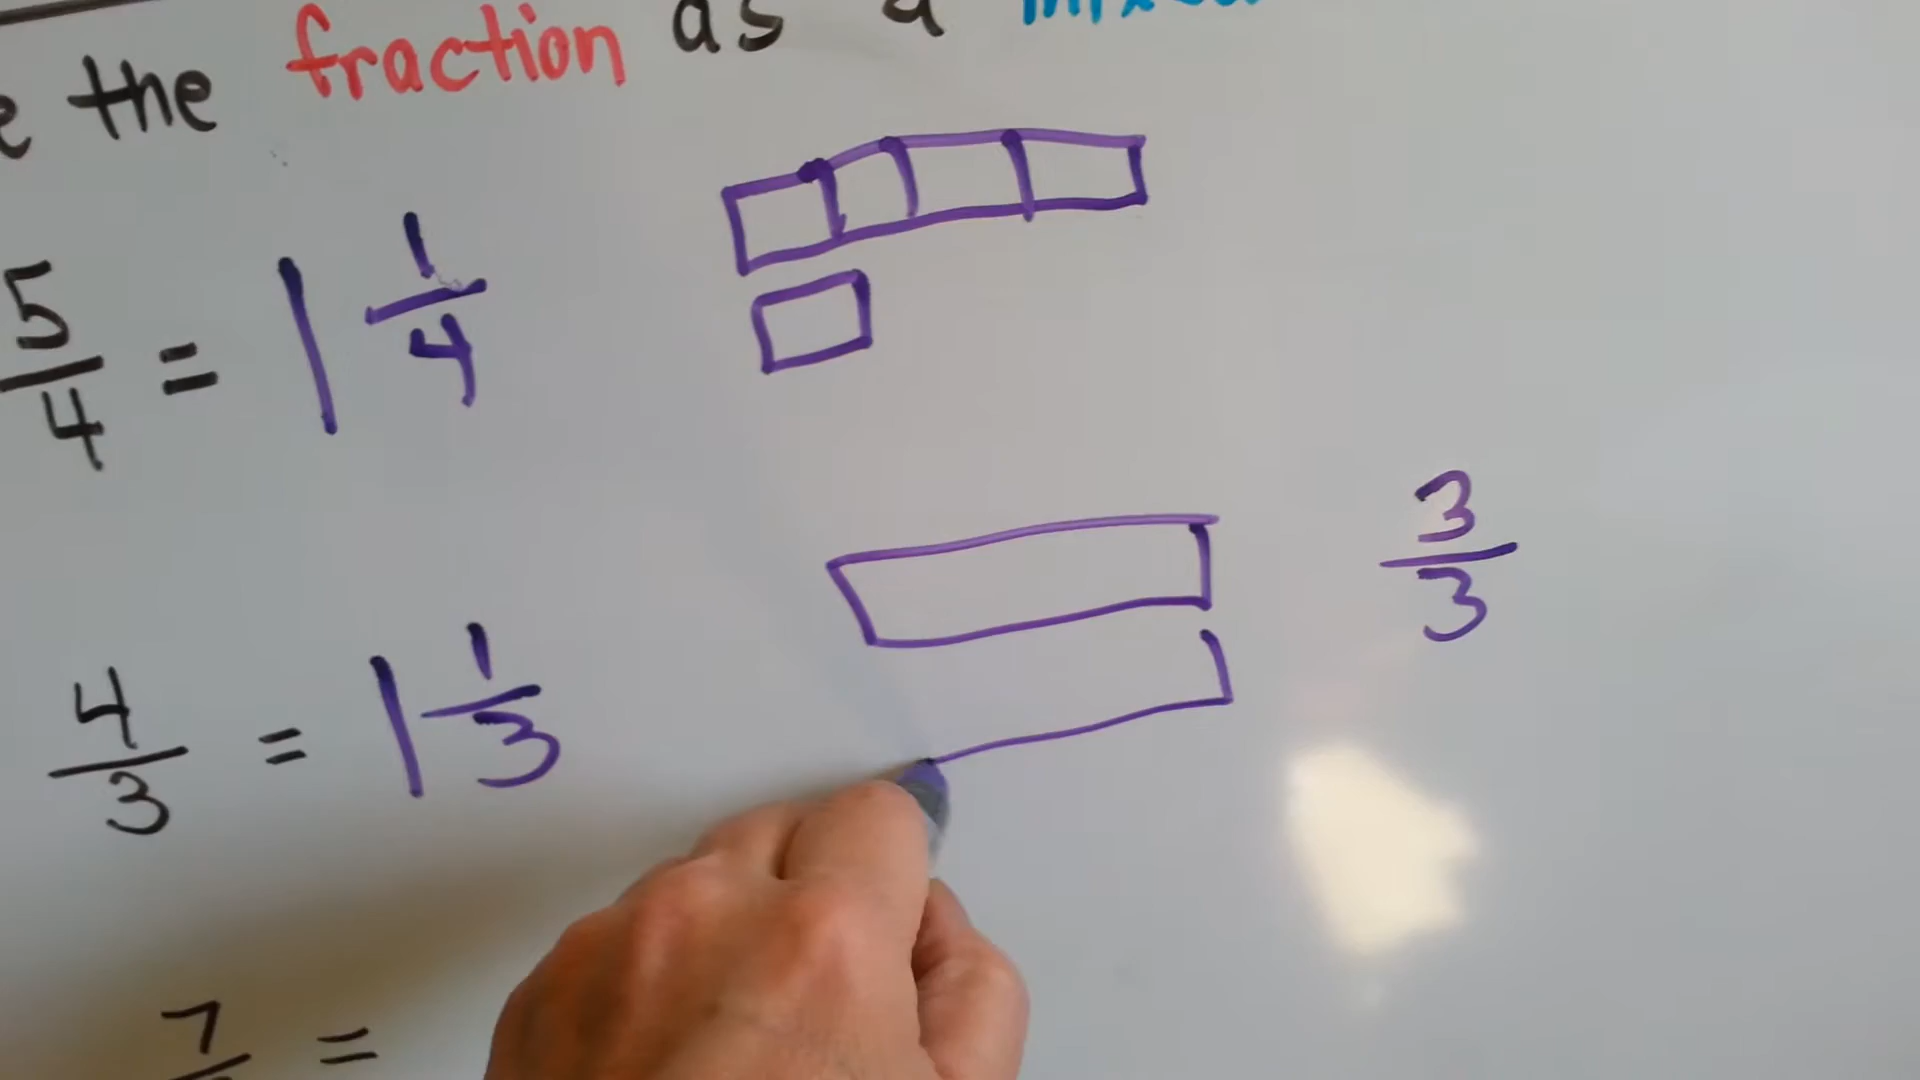 the fraction as a
5/4 = 1 1/4
3/3
4/3 = 1 1/3
7 =